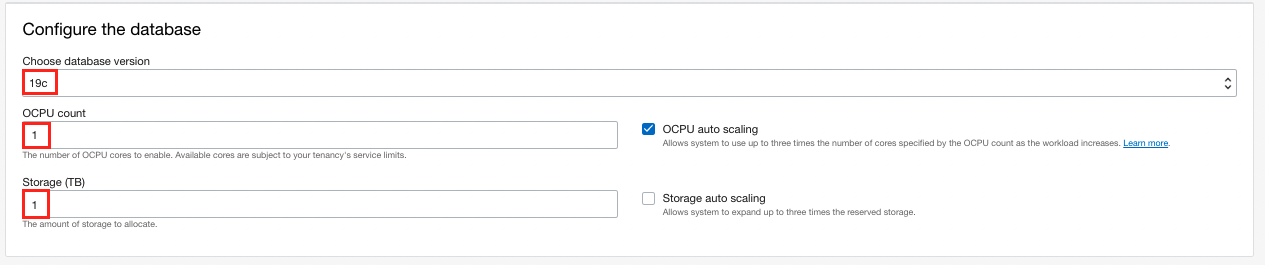 Configure the database
Choose database version
19c
OCPU count
1
OCPU auto scaling
The number of OCPU cores to enable. Available cores are subject to your tenancy's service limits.
Allows system to use up to three times the number of cores specified by the OCPU count as the workload increases. Learn more.
Storage (TB)
1
Storage auto scaling
The amount of storage to allocate.
Allows system to expand up to three times the reserved storage.